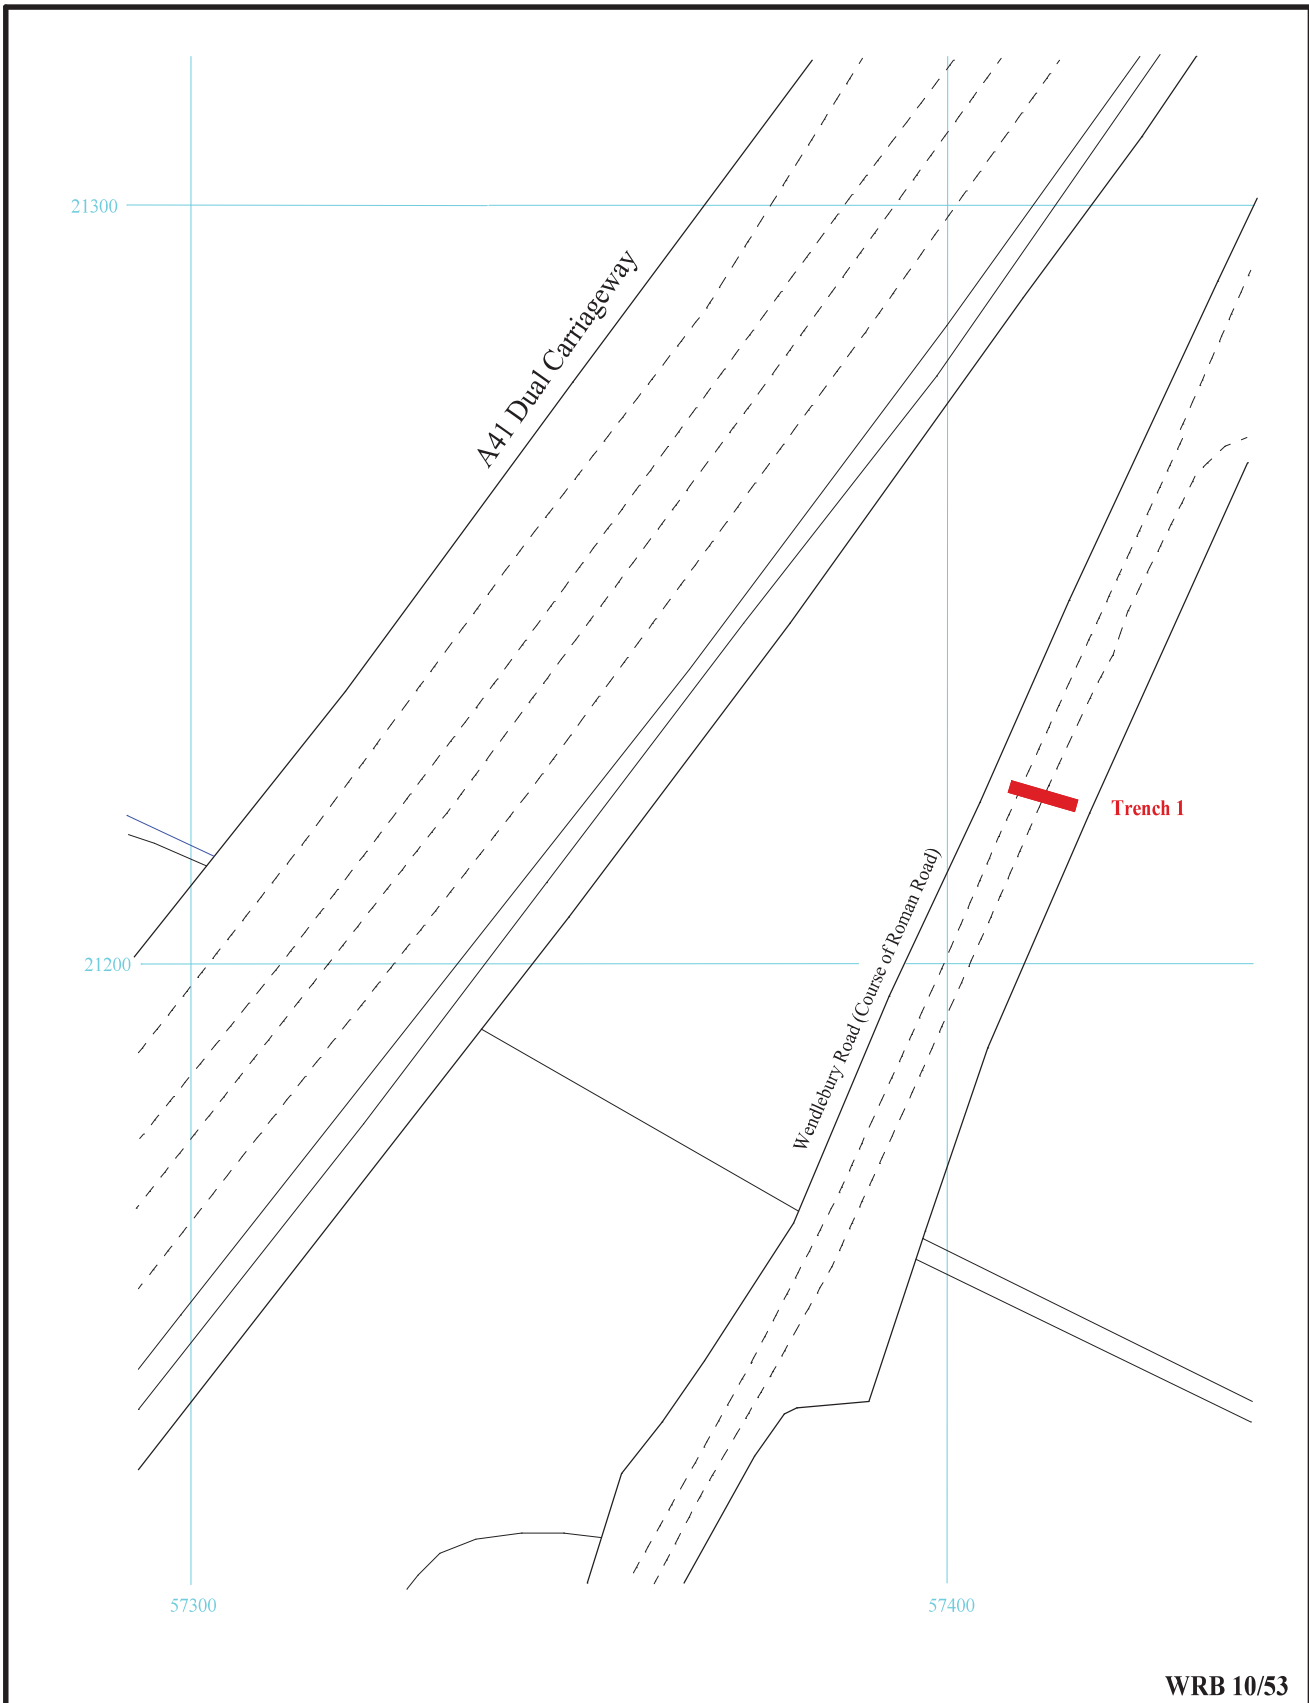 21300
A41 Dual Carriageway
Trench 1
Wendlebury Road (Course of Roman Road)
21200
57300
57400
WRB 10/53